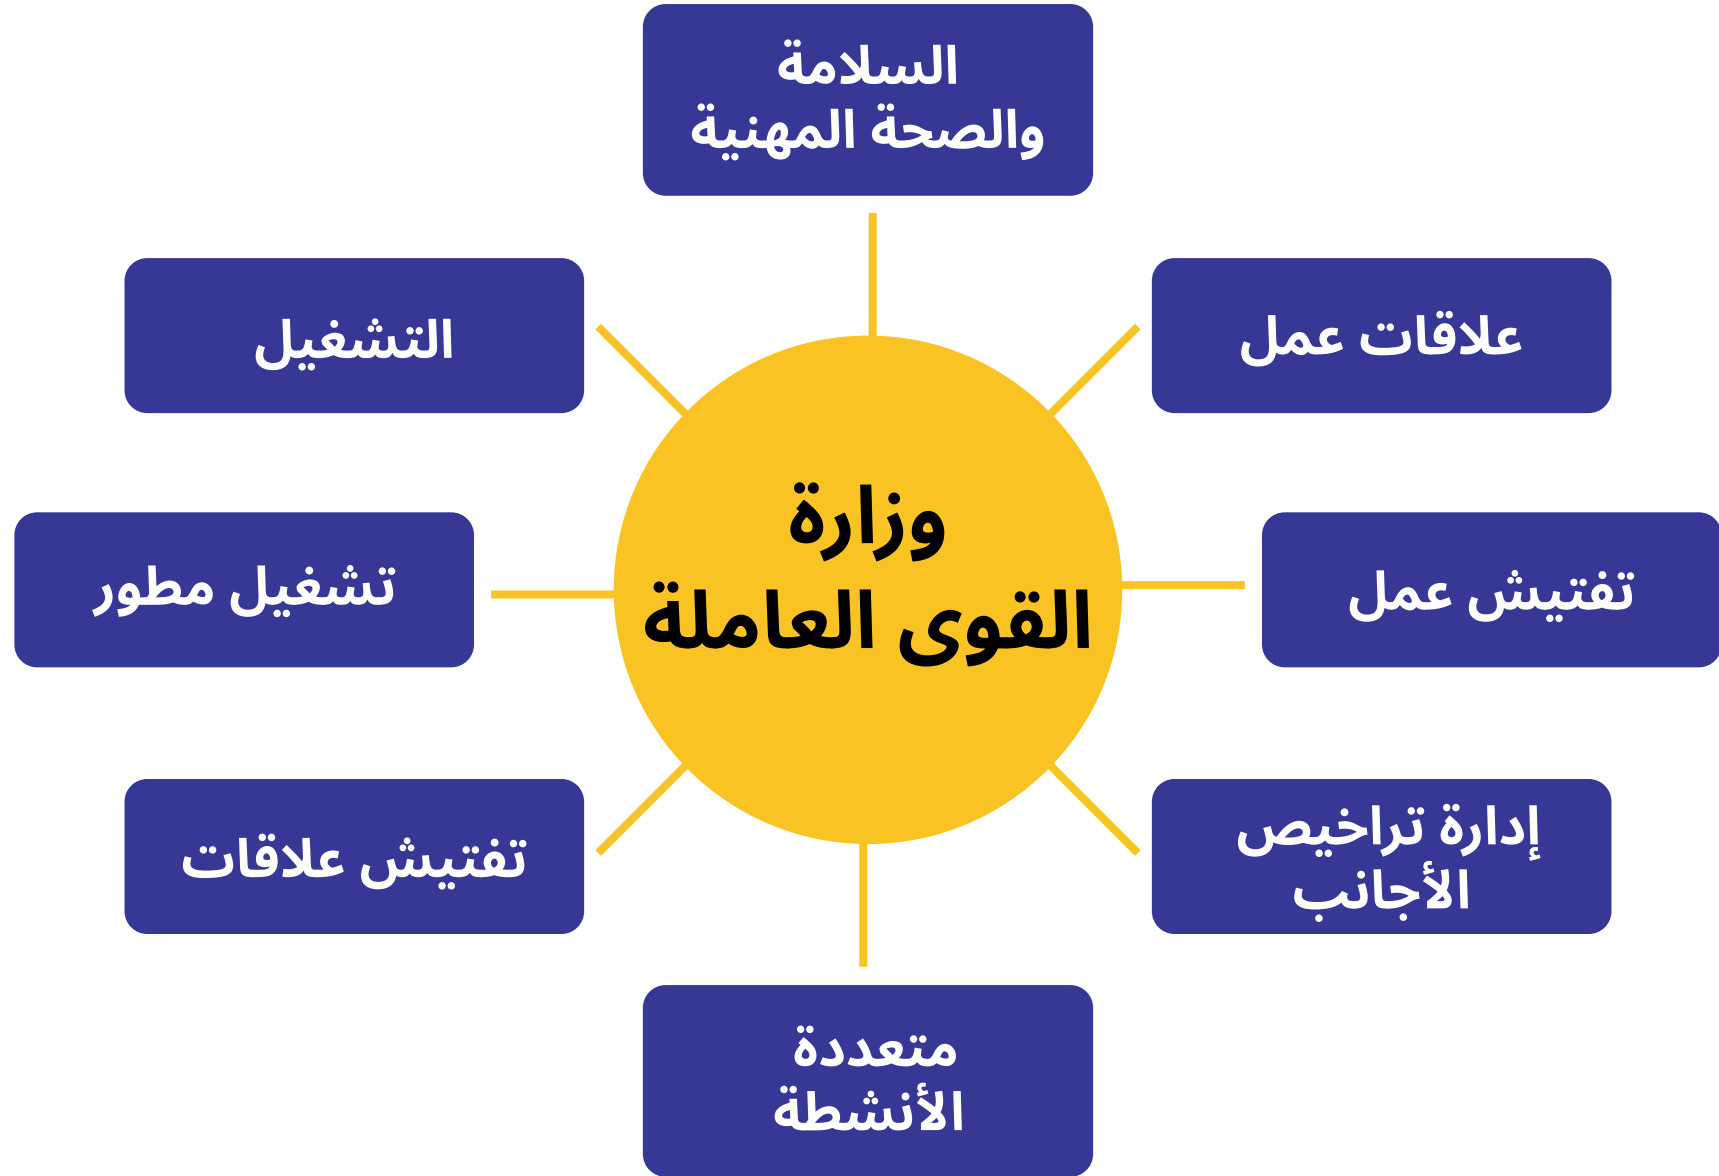 السلامة
والصحة المهنية
علاقات عمل
التشغيل
وزارة
القوى العاملة
تفتيش عمل
تشغيل مطور
إدارة تراخيص
الأجانب
تفتيش علاقات
متعددة
الأنشطة